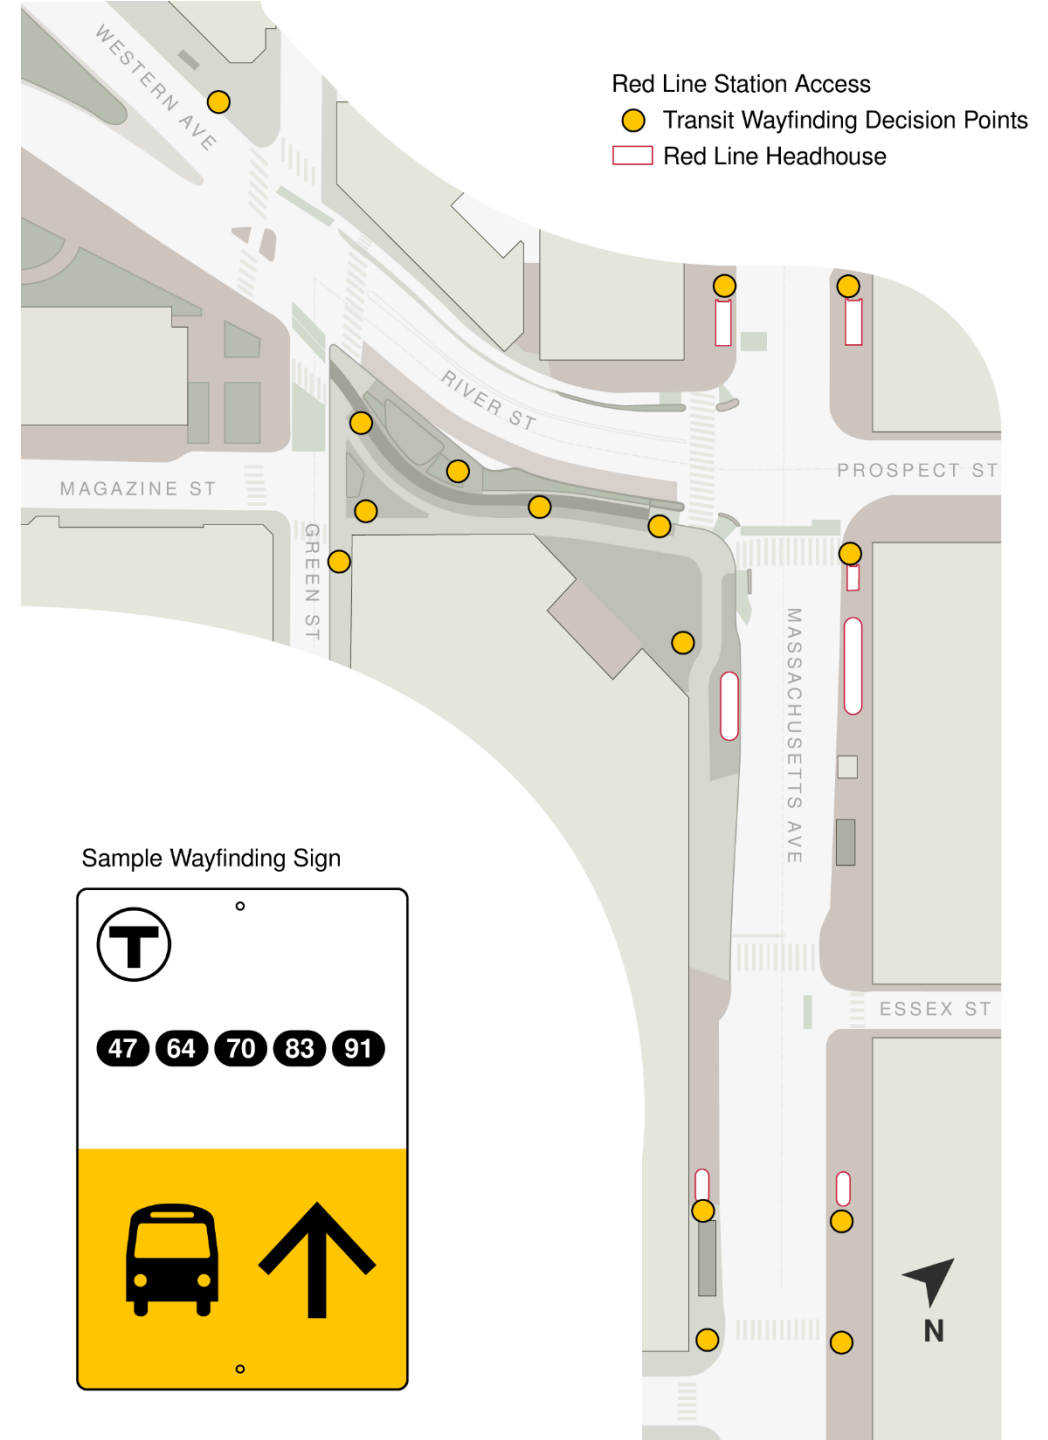 WESTERN AVE
Red Line Station Access
Transit Wayfinding Decision Points
Red Line Headhouse
RIVER ST
PROSPECT ST
MAGAZINE ST
GREEN ST
MASSACHUSETTS AVE
Sample Wayfinding Sign
T
47 64 70 83 91
ESSEX ST
N